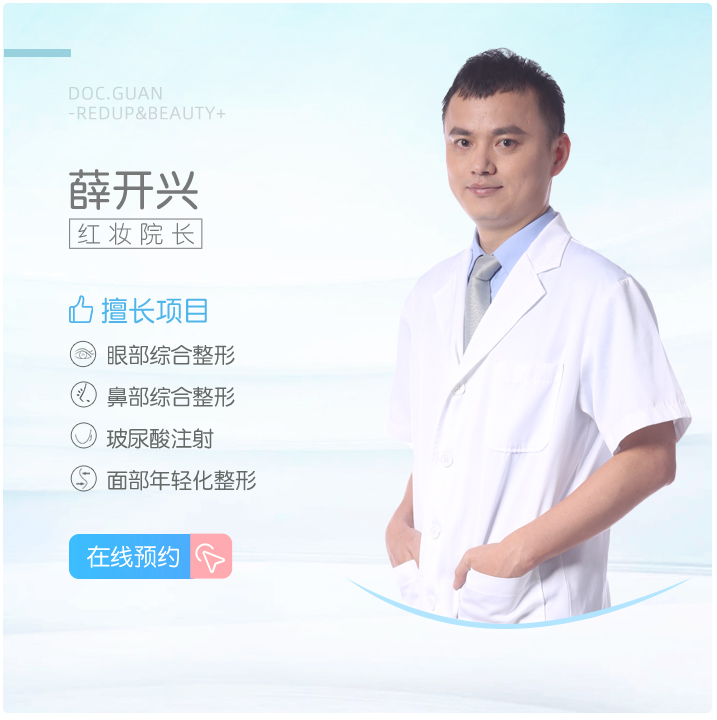 DOC.GUAN
-REDUP&BEAUTY+
薛开兴
红妆院长
擅长项目
眼部综合整形
鼻部综合整形
玻尿酸注射
面部年轻化整形
在线预约